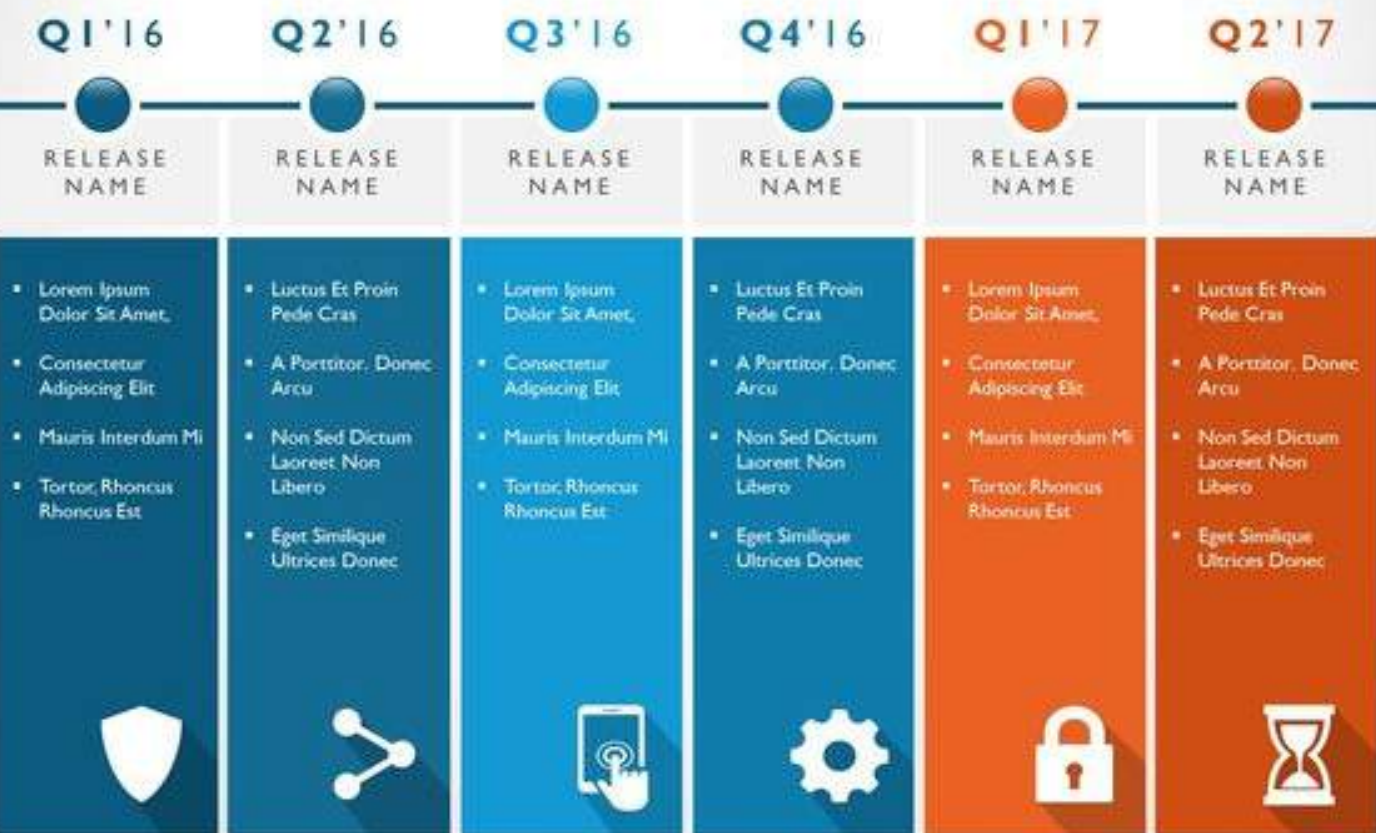 Q1'16
Q2'16
Q3'16
Q4'16
Q1'17
Q2'17
RELEASE
NAME
RELEASE
NAME
RELEASE
NAME
RELEASE
NAME
RELEASE
NAME
RELEASE
NAME
▪ Lorem Ipsum
Dolor Sit Amet,
▪ Consectetur
Adipiscing Elit
▪ Mauris Interdum Mi
▪ Tortor, Rhoncus
Rhoncus Est
▪ Luctus Et Proin
Pede Cras
▪ A Porttitor. Donec
Arcu
▪ Non Sed Dictum
Laoreet Non
Libero
▪ Eget Similique
Ultrices Donec
▪ Lorem Ipsum
Dolor Sit Amet,
▪ Consectetur
Adipiscing Elit
▪ Mauris Interdum Mi
▪ Tortor, Rhoncus
Rhoncus Est
▪ Luctus Et Proin
Pede Cras
▪ A Porttitor. Donec
Arcu
▪ Non Sed Dictum
Laoreet Non
Libero
▪ Eget Similique
Ultrices Donec
▪ Lorem Ipsum
Dolor Sit Amet,
▪ Consectetur
Adipiscing Elit
▪ Mauris Interdum Mi
▪ Tortor, Rhoncus
Rhoncus Est
▪ Luctus Et Proin
Pede Cras
▪ A Porttitor. Donec
Arcu
▪ Non Sed Dictum
Laoreet Non
Libero
▪ Eget Similique
Ultrices Donec